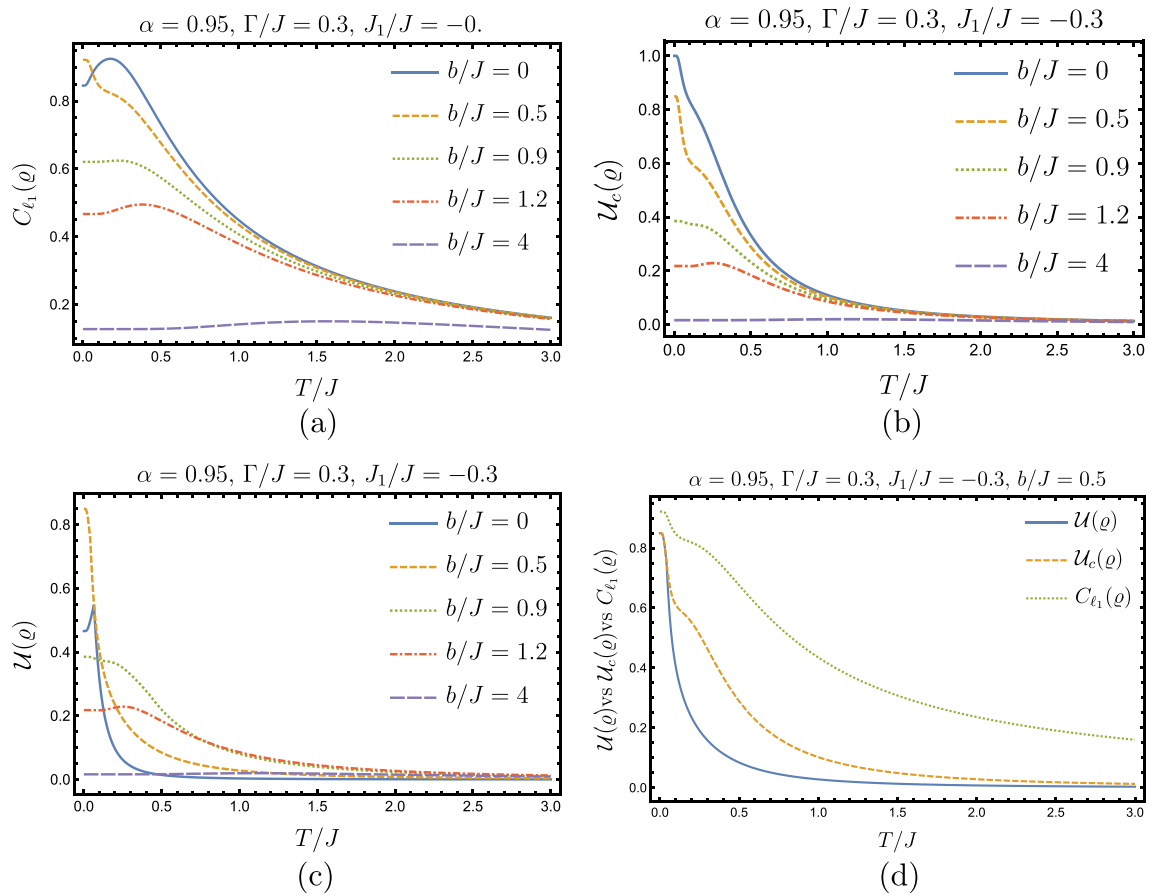 α = 0.95, Γ/J = 0.3, J₁/J = −0.
C_ℓ₁(ϱ)
0.8
0.6
0.4
0.2
b/J = 0
b/J = 0.5
b/J = 0.9
b/J = 1.2
b/J = 4
0.0 0.5 1.0 1.5 2.0 2.5 3.0
T/J
(a)
α = 0.95, Γ/J = 0.3, J₁/J = −0.3
𝒰_c(ϱ)
1.0
0.8
0.6
0.4
0.2
0.0
b/J = 0
b/J = 0.5
b/J = 0.9
b/J = 1.2
b/J = 4
0.0 0.5 1.0 1.5 2.0 2.5 3.0
T/J
(b)
α = 0.95, Γ/J = 0.3, J₁/J = −0.3
𝒰(ϱ)
0.8
0.6
0.4
0.2
0.0
b/J = 0
b/J = 0.5
b/J = 0.9
b/J = 1.2
b/J = 4
0.0 0.5 1.0 1.5 2.0 2.5 3.0
T/J
(c)
α = 0.95, Γ/J = 0.3, J₁/J = −0.3, b/J = 0.5
𝒰(ϱ)vs 𝒰_c(ϱ)vs C_ℓ₁(ϱ)
0.8
0.6
0.4
0.2
0.0
𝒰(ϱ)
𝒰_c(ϱ)
C_ℓ₁(ϱ)
0.0 0.5 1.0 1.5 2.0 2.5 3.0
T/J
(d)